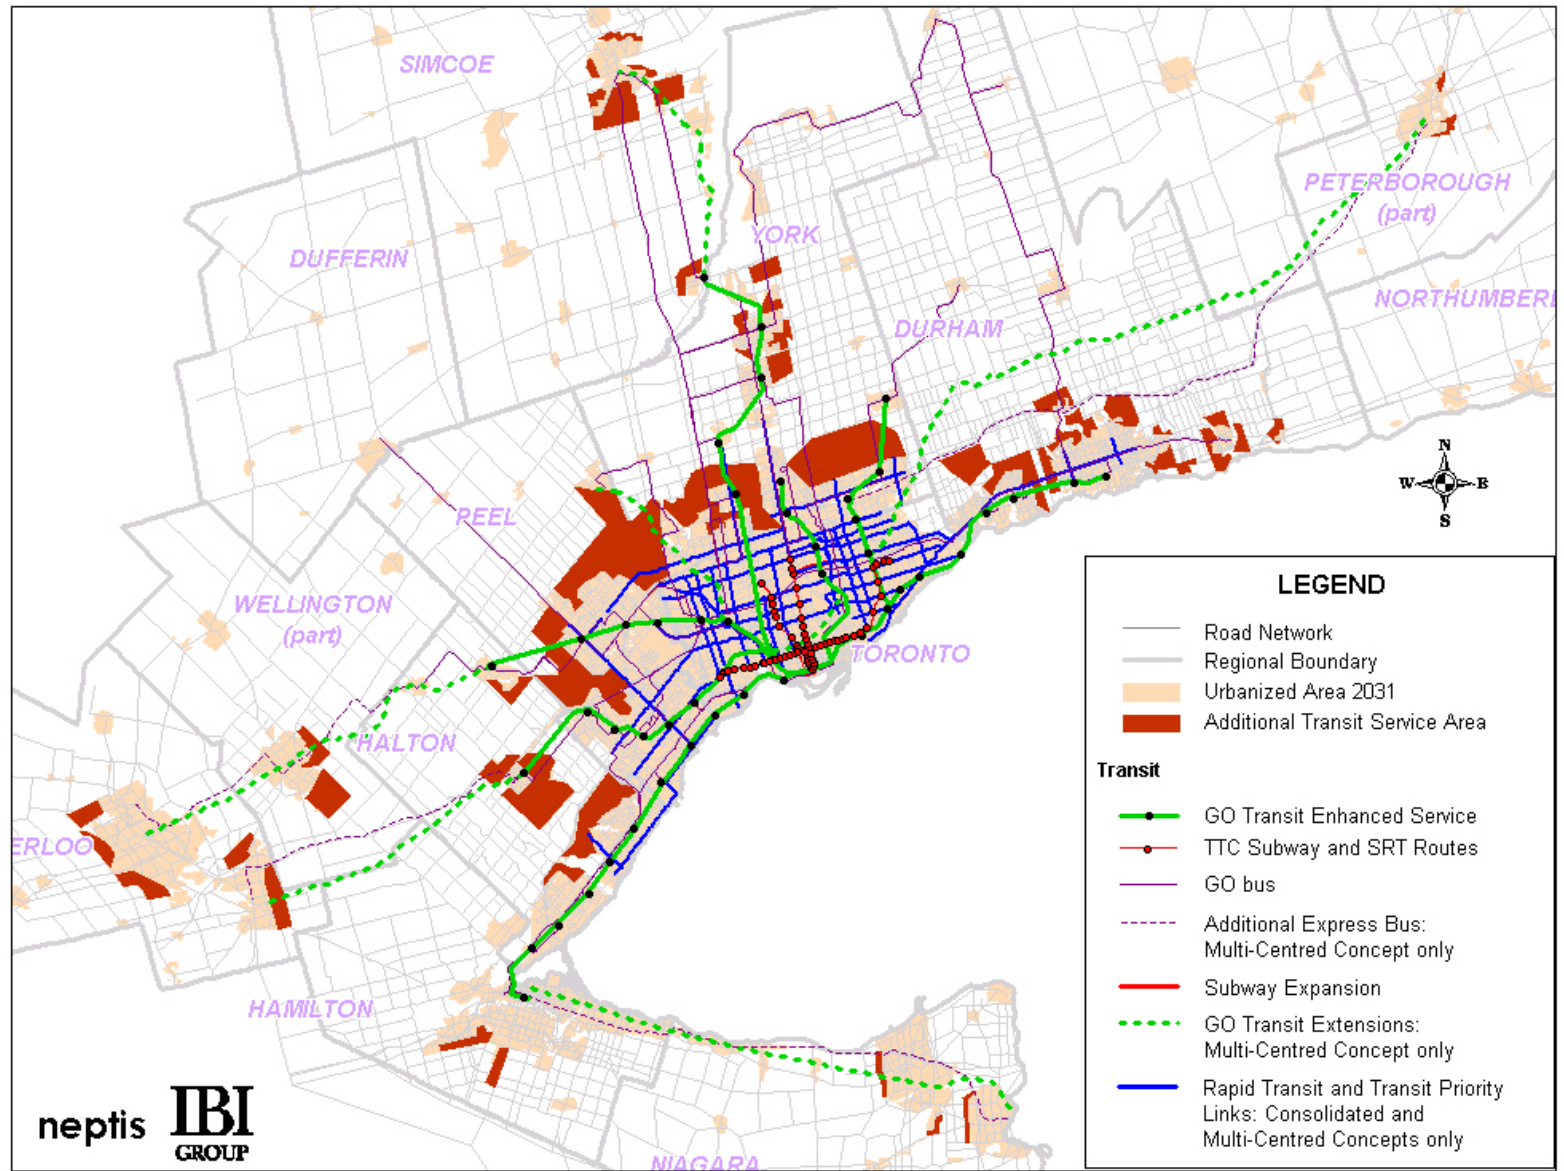 SIMCOE
PETERBOROUGH
(part)
YORK
DUFFERIN
NORTHUMBERL
DURHAM
N
W
E
S
PEEL
WELLINGTON
(part)
TORONTO
HALTON
ERLOO
HAMILTON
NIAGARA
neptis
IBI
GROUP
LEGEND
Road Network
Regional Boundary
Urbanized Area 2031
Additional Transit Service Area
Transit
GO Transit Enhanced Service
TTC Subway and SRT Routes
GO bus
Additional Express Bus:
Multi-Centred Concept only
Subway Expansion
GO Transit Extensions:
Multi-Centred Concept only
Rapid Transit and Transit Priority
Links: Consolidated and
Multi-Centred Concepts only